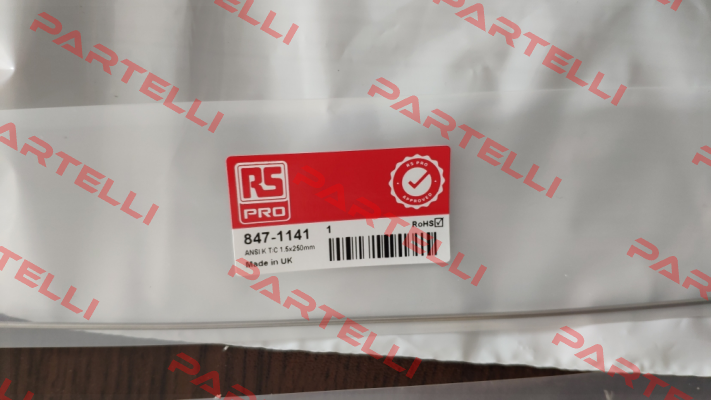 RS
PRO
RS PRO
APPROVED
847-1141
1
RoHS
ANSI K T/C 1.5x250mm
Made in UK
PARTELLI
PARTELLI
PARTELLI
PARTELLI
PARTELLI
PARTELLI
PARTELLI
PARTELLI
PARTELLI
PARTELLI